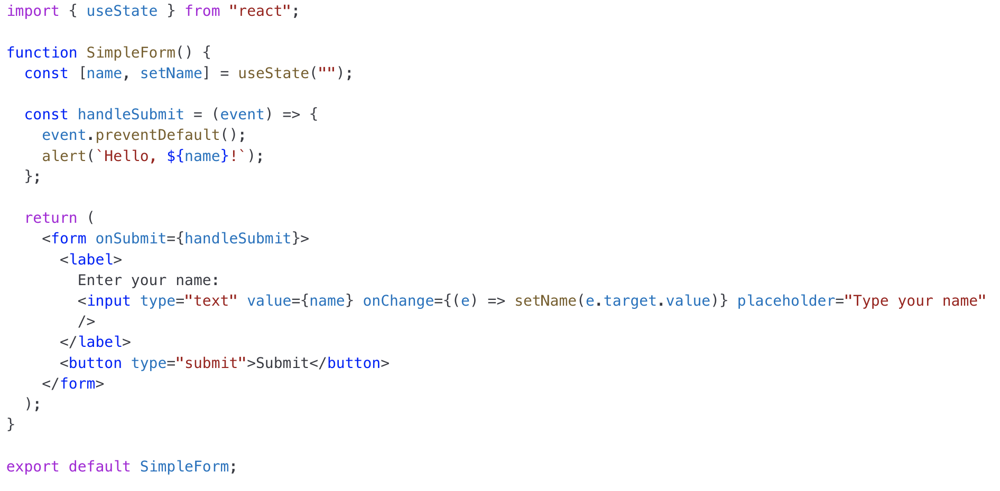 import { useState } from "react";

function SimpleForm() {
  const [name, setName] = useState("");

  const handleSubmit = (event) => {
    event.preventDefault();
    alert(`Hello, ${name}!`);
  };

  return (
    <form onSubmit={handleSubmit}>
      <label>
        Enter your name:
        <input type="text" value={name} onChange={(e) => setName(e.target.value)} placeholder="Type your name"
        />
      </label>
      <button type="submit">Submit</button>
    </form>
  );
}

export default SimpleForm;